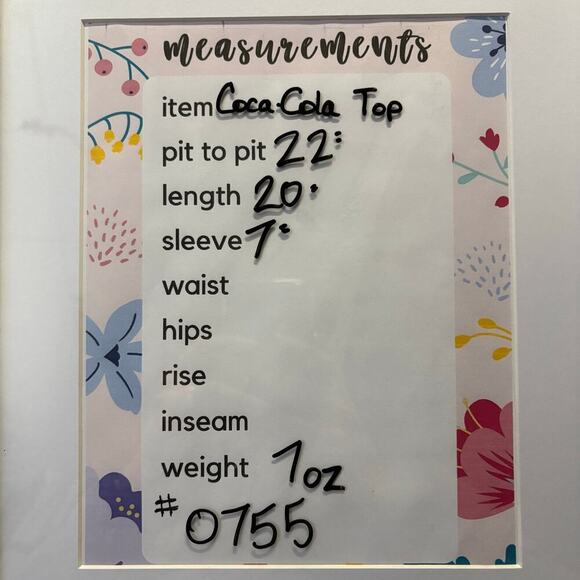 measurements
item Coca-Cola Top
pit to pit 22"
length 20"
sleeve 7"
waist
hips
rise
inseam
weight 7oz
# 0755